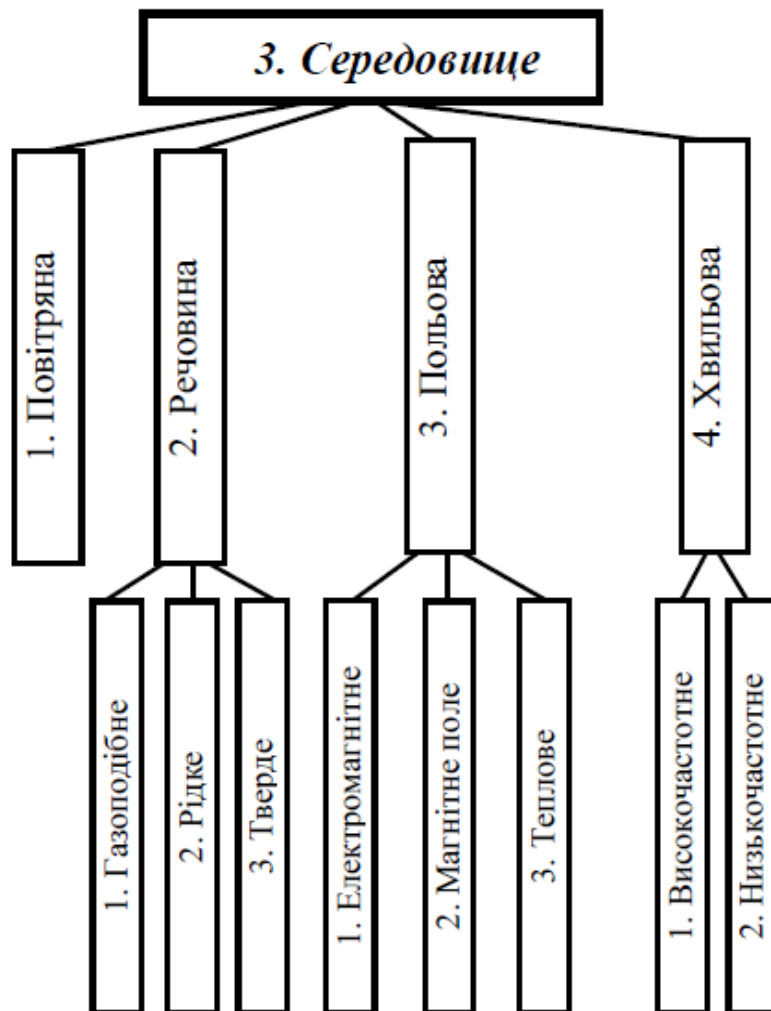 3. Середовище
1. Повітряна
2. Речовина
3. Польова
4. Хвильова
1. Газоподібне
2. Рідке
3. Тверде
1. Електромагнітне
2. Магнітне поле
3. Теплове
1. Високочастотне
2. Низькочастотне